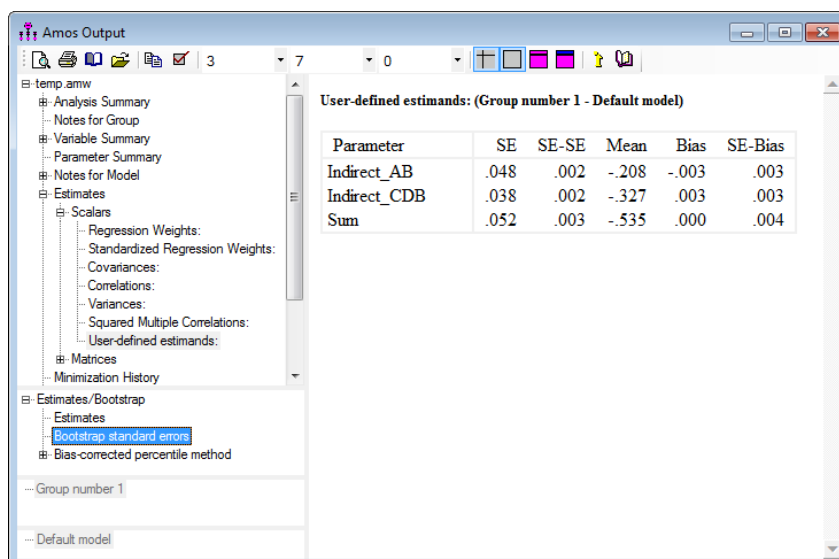 Amos Output
3 7 0
temp.amw
Analysis Summary
Notes for Group
Variable Summary
Parameter Summary
Notes for Model
Estimates
Scalars
Regression Weights:
Standardized Regression Weights:
Covariances:
Correlations:
Variances:
Squared Multiple Correlations:
User-defined estimands:
Matrices
Minimization History
Estimates/Bootstrap
Estimates
Bootstrap standard errors
Bias-corrected percentile method
Group number 1
Default model
User-defined estimands: (Group number 1 - Default model)
Parameter SE SE-SE Mean Bias SE-Bias
Indirect_AB .048 .002 -.208 -.003 .003
Indirect_CDB .038 .002 -.327 .003 .003
Sum .052 .003 -.535 .000 .004